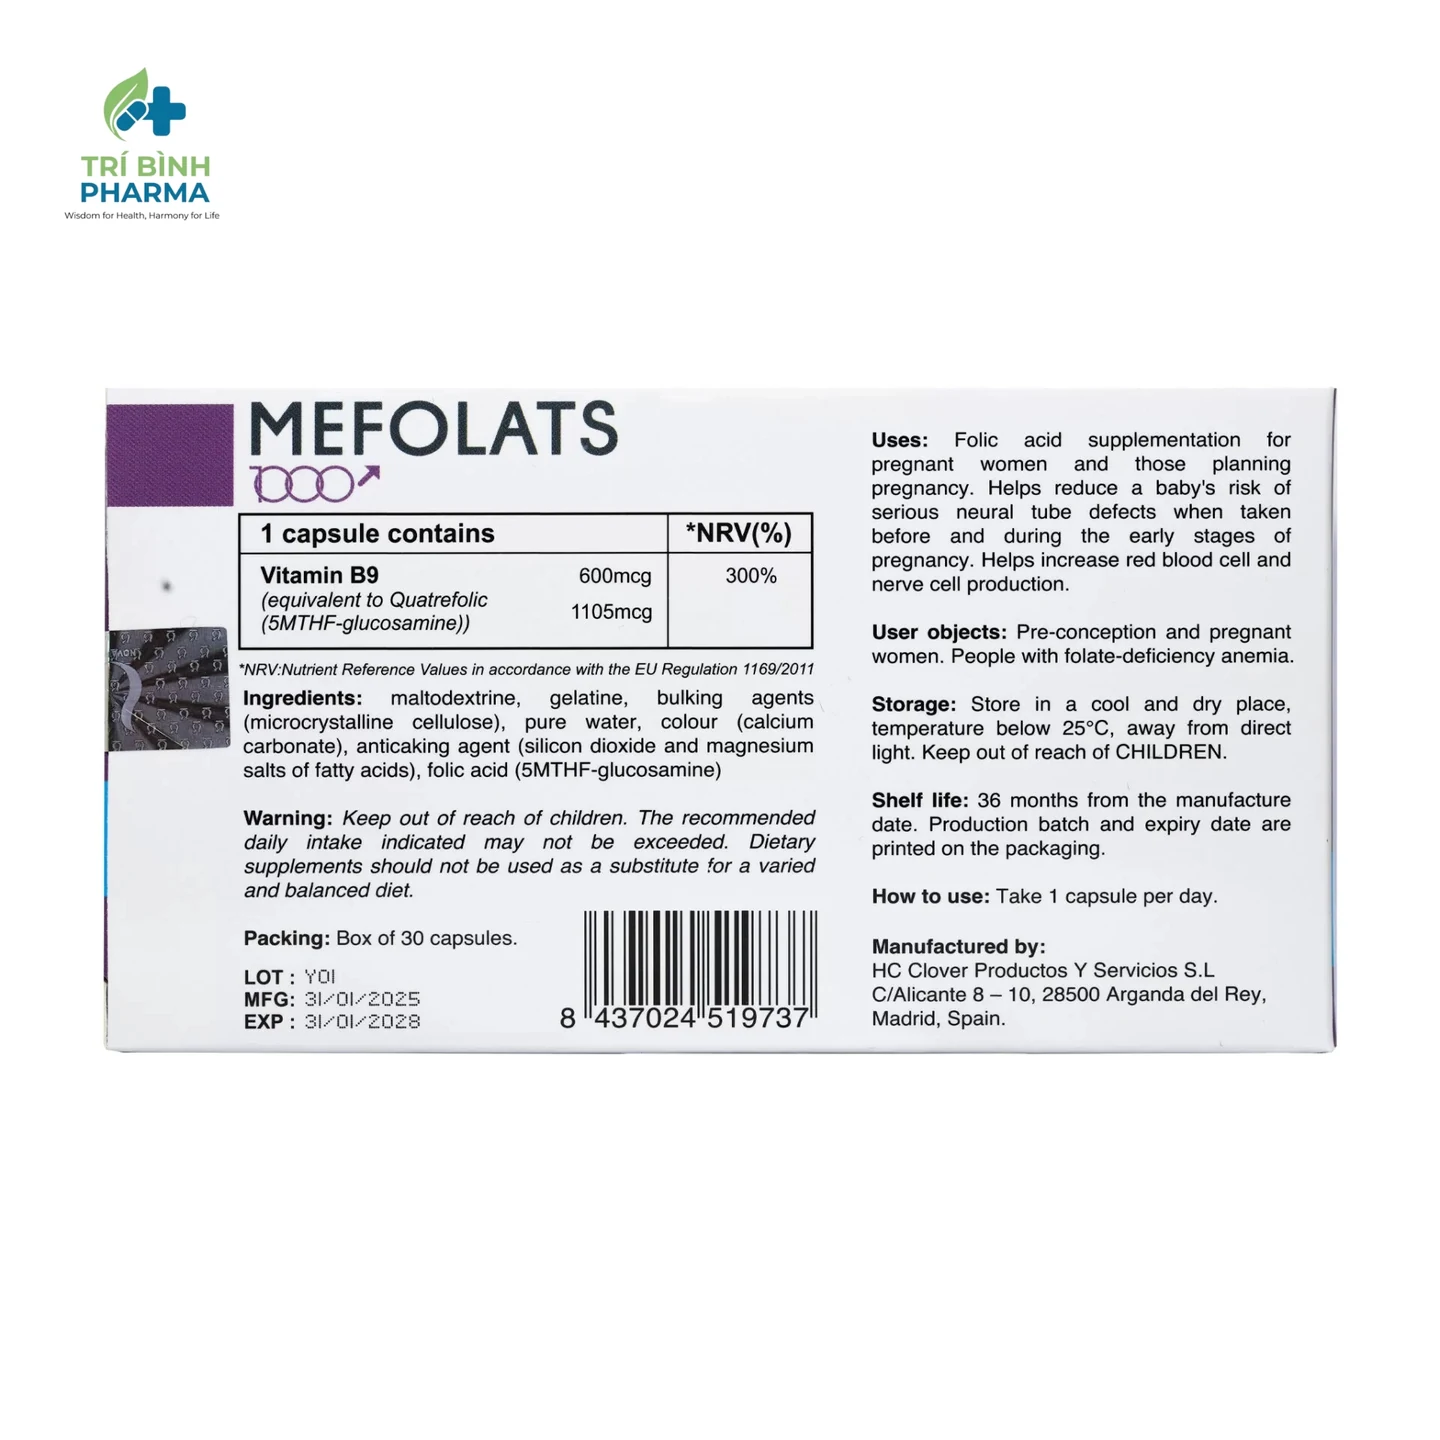 TRÍ BÌNH
PHARMA
Wisdom for Health, Harmony for Life
MEFOLATS
1000
1 capsule contains *NRV(%)
Vitamin B9 600mcg 300%
(equivalent to Quatrefolic 1105mcg
(5MTHF-glucosamine))
*NRV:Nutrient Reference Values in accordance with the EU Regulation 1169/2011
Ingredients: maltodextrine, gelatine, bulking agents
(microcrystalline cellulose), pure water, colour (calcium
carbonate), anticaking agent (silicon dioxide and magnesium
salts of fatty acids), folic acid (5MTHF-glucosamine)
Warning: Keep out of reach of children. The recommended
daily intake indicated may not be exceeded. Dietary
supplements should not be used as a substitute for a varied
and balanced diet.
Packing: Box of 30 capsules.
LOT : Y01
MFG: 31/01/2025
EXP : 31/01/2028
8 437024 519737
Uses: Folic acid supplementation for
pregnant women and those planning
pregnancy. Helps reduce a baby's risk of
serious neural tube defects when taken
before and during the early stages of
pregnancy. Helps increase red blood cell and
nerve cell production.
User objects: Pre-conception and pregnant
women. People with folate-deficiency anemia.
Storage: Store in a cool and dry place,
temperature below 25°C, away from direct
light. Keep out of reach of CHILDREN.
Shelf life: 36 months from the manufacture
date. Production batch and expiry date are
printed on the packaging.
How to use: Take 1 capsule per day.
Manufactured by:
HC Clover Productos Y Servicios S.L
C/Alicante 8 – 10, 28500 Arganda del Rey,
Madrid, Spain.